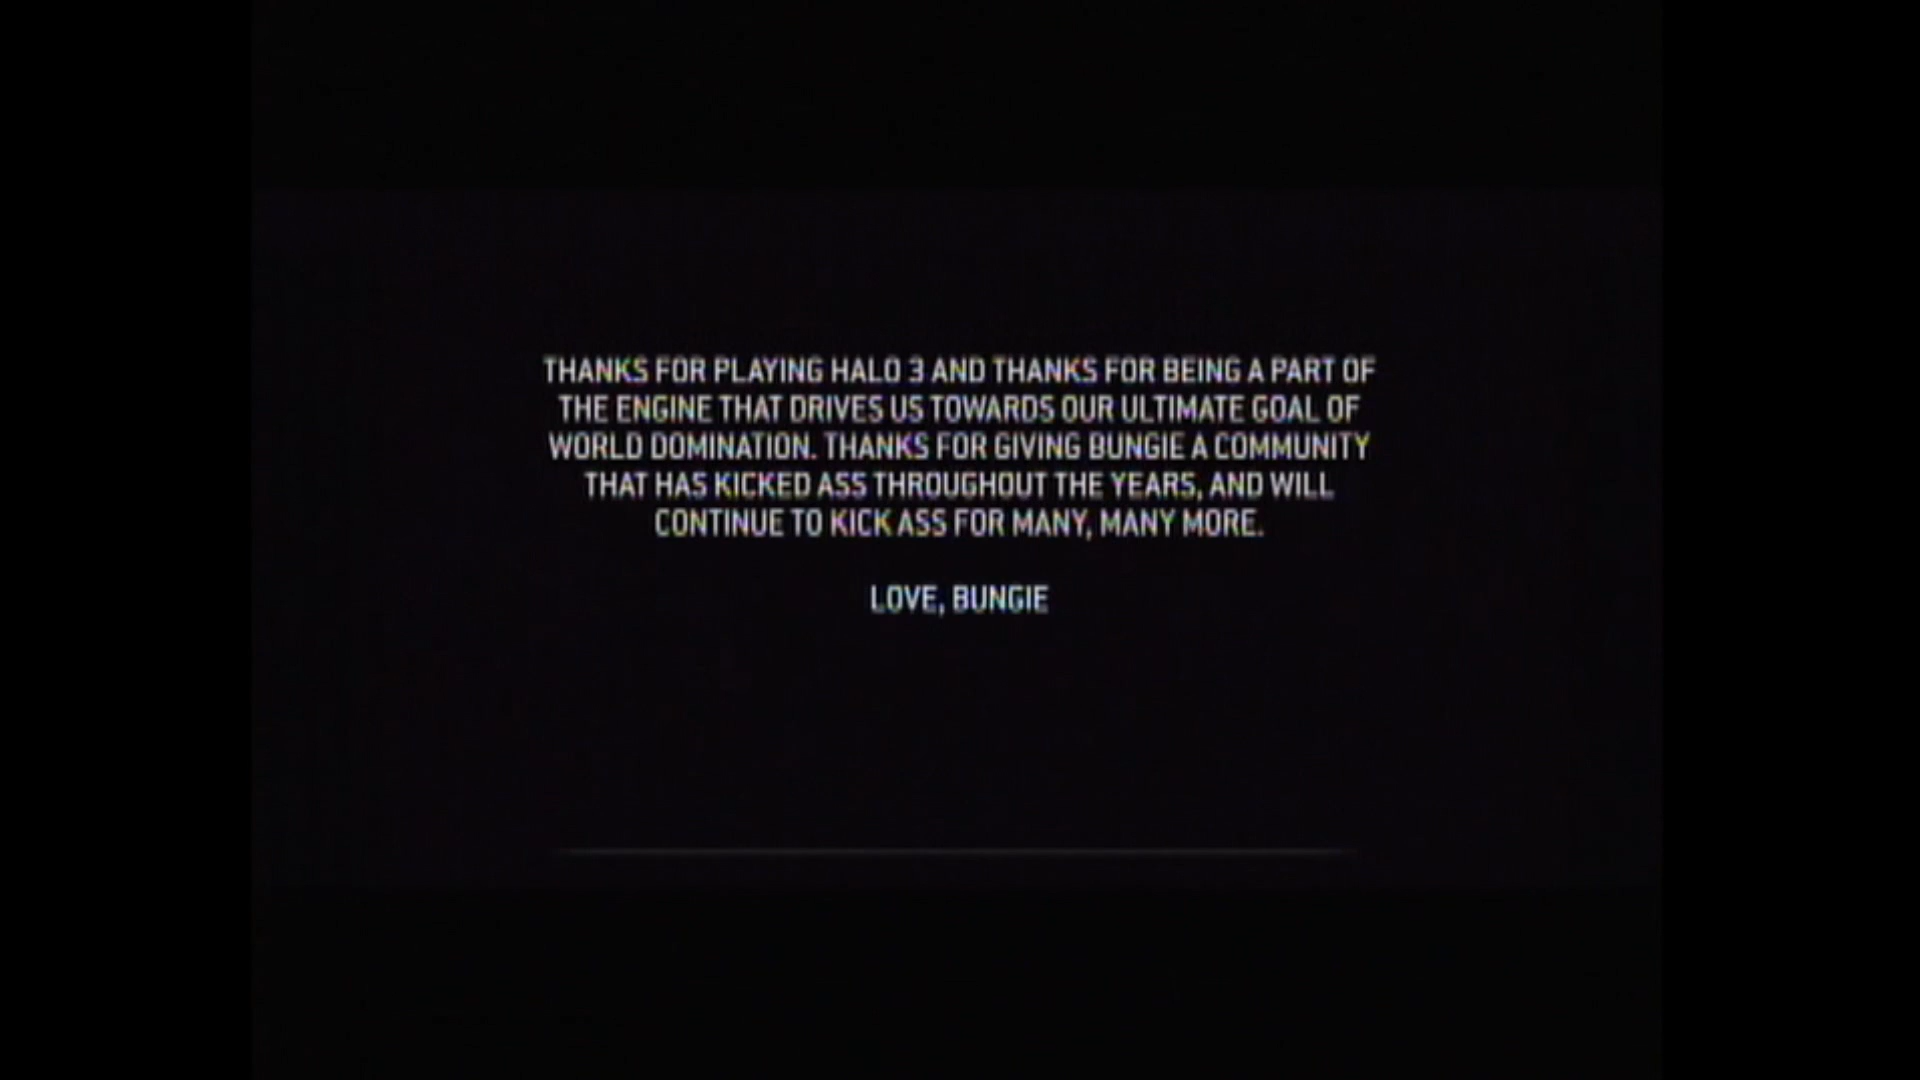 THANKS FOR PLAYING HALO 3 AND THANKS FOR BEING A PART OF
THE ENGINE THAT DRIVES US TOWARDS OUR ULTIMATE GOAL OF
WORLD DOMINATION. THANKS FOR GIVING BUNGIE A COMMUNITY
THAT HAS KICKED ASS THROUGHOUT THE YEARS, AND WILL
CONTINUE TO KICK ASS FOR MANY, MANY MORE.
LOVE, BUNGIE